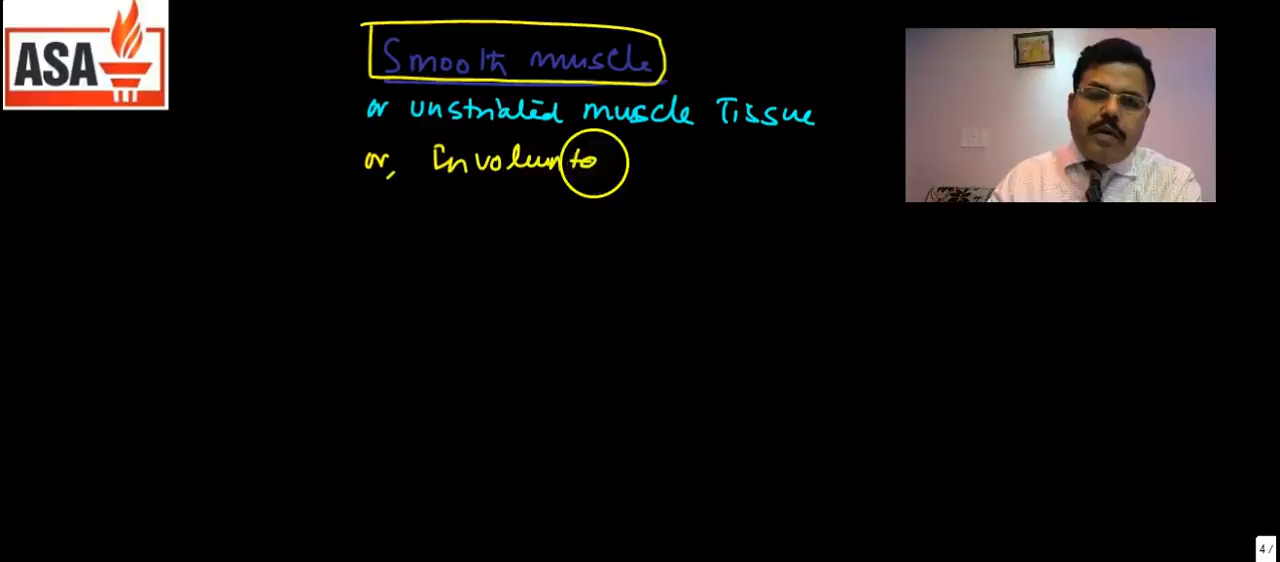 ASA
Smooth muscle
or unstriated muscle Tissue
or, Involunto
4/